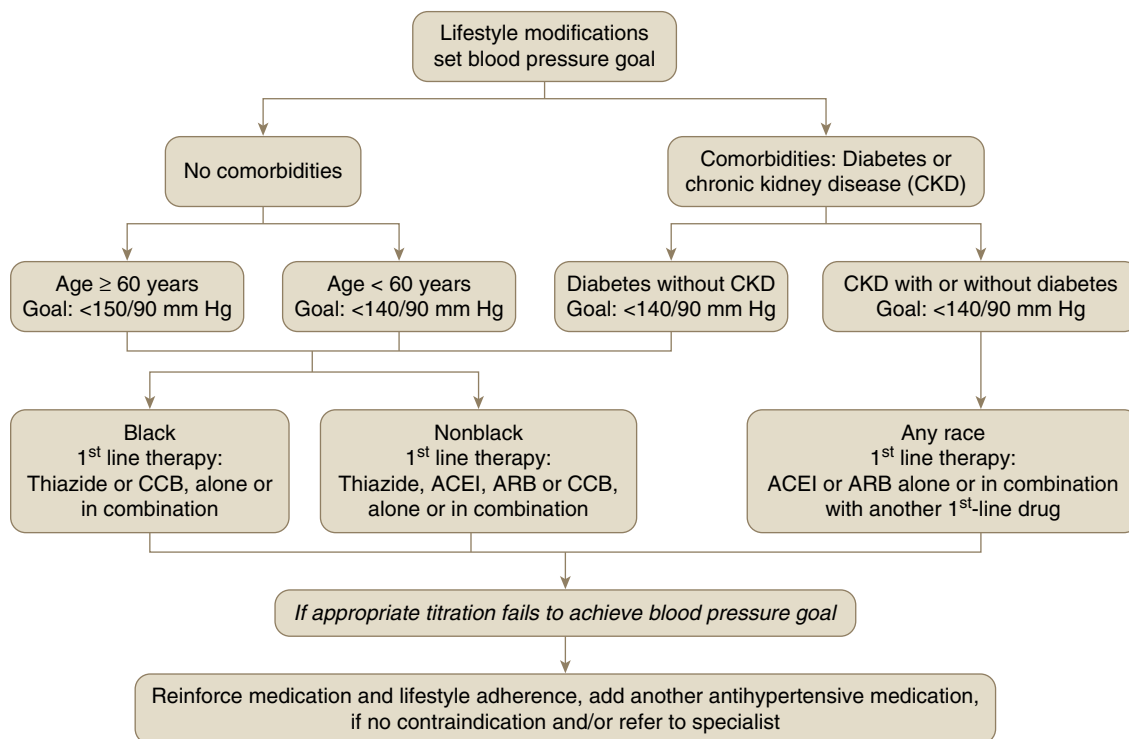 Lifestyle modifications
set blood pressure goal
No comorbidities
Comorbidities: Diabetes or
chronic kidney disease (CKD)
Age ≥ 60 years
Goal: <150/90 mm Hg
Age < 60 years
Goal: <140/90 mm Hg
Diabetes without CKD
Goal: <140/90 mm Hg
CKD with or without diabetes
Goal: <140/90 mm Hg
Black
1st line therapy:
Thiazide or CCB, alone or
in combination
Nonblack
1st line therapy:
Thiazide, ACEI, ARB or CCB,
alone or in combination
Any race
1st line therapy:
ACEI or ARB alone or in combination
with another 1st-line drug
If appropriate titration fails to achieve blood pressure goal
Reinforce medication and lifestyle adherence, add another antihypertensive medication,
if no contraindication and/or refer to specialist